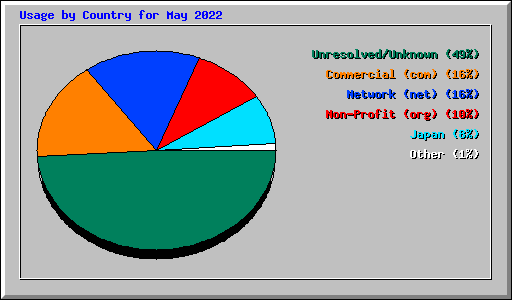 Usage by Country for May 2022
Unresolved/Unknown (49%)
Commercial (com) (16%)
Network (net) (16%)
Non-Profit (org) (10%)
Japan (8%)
Other (1%)